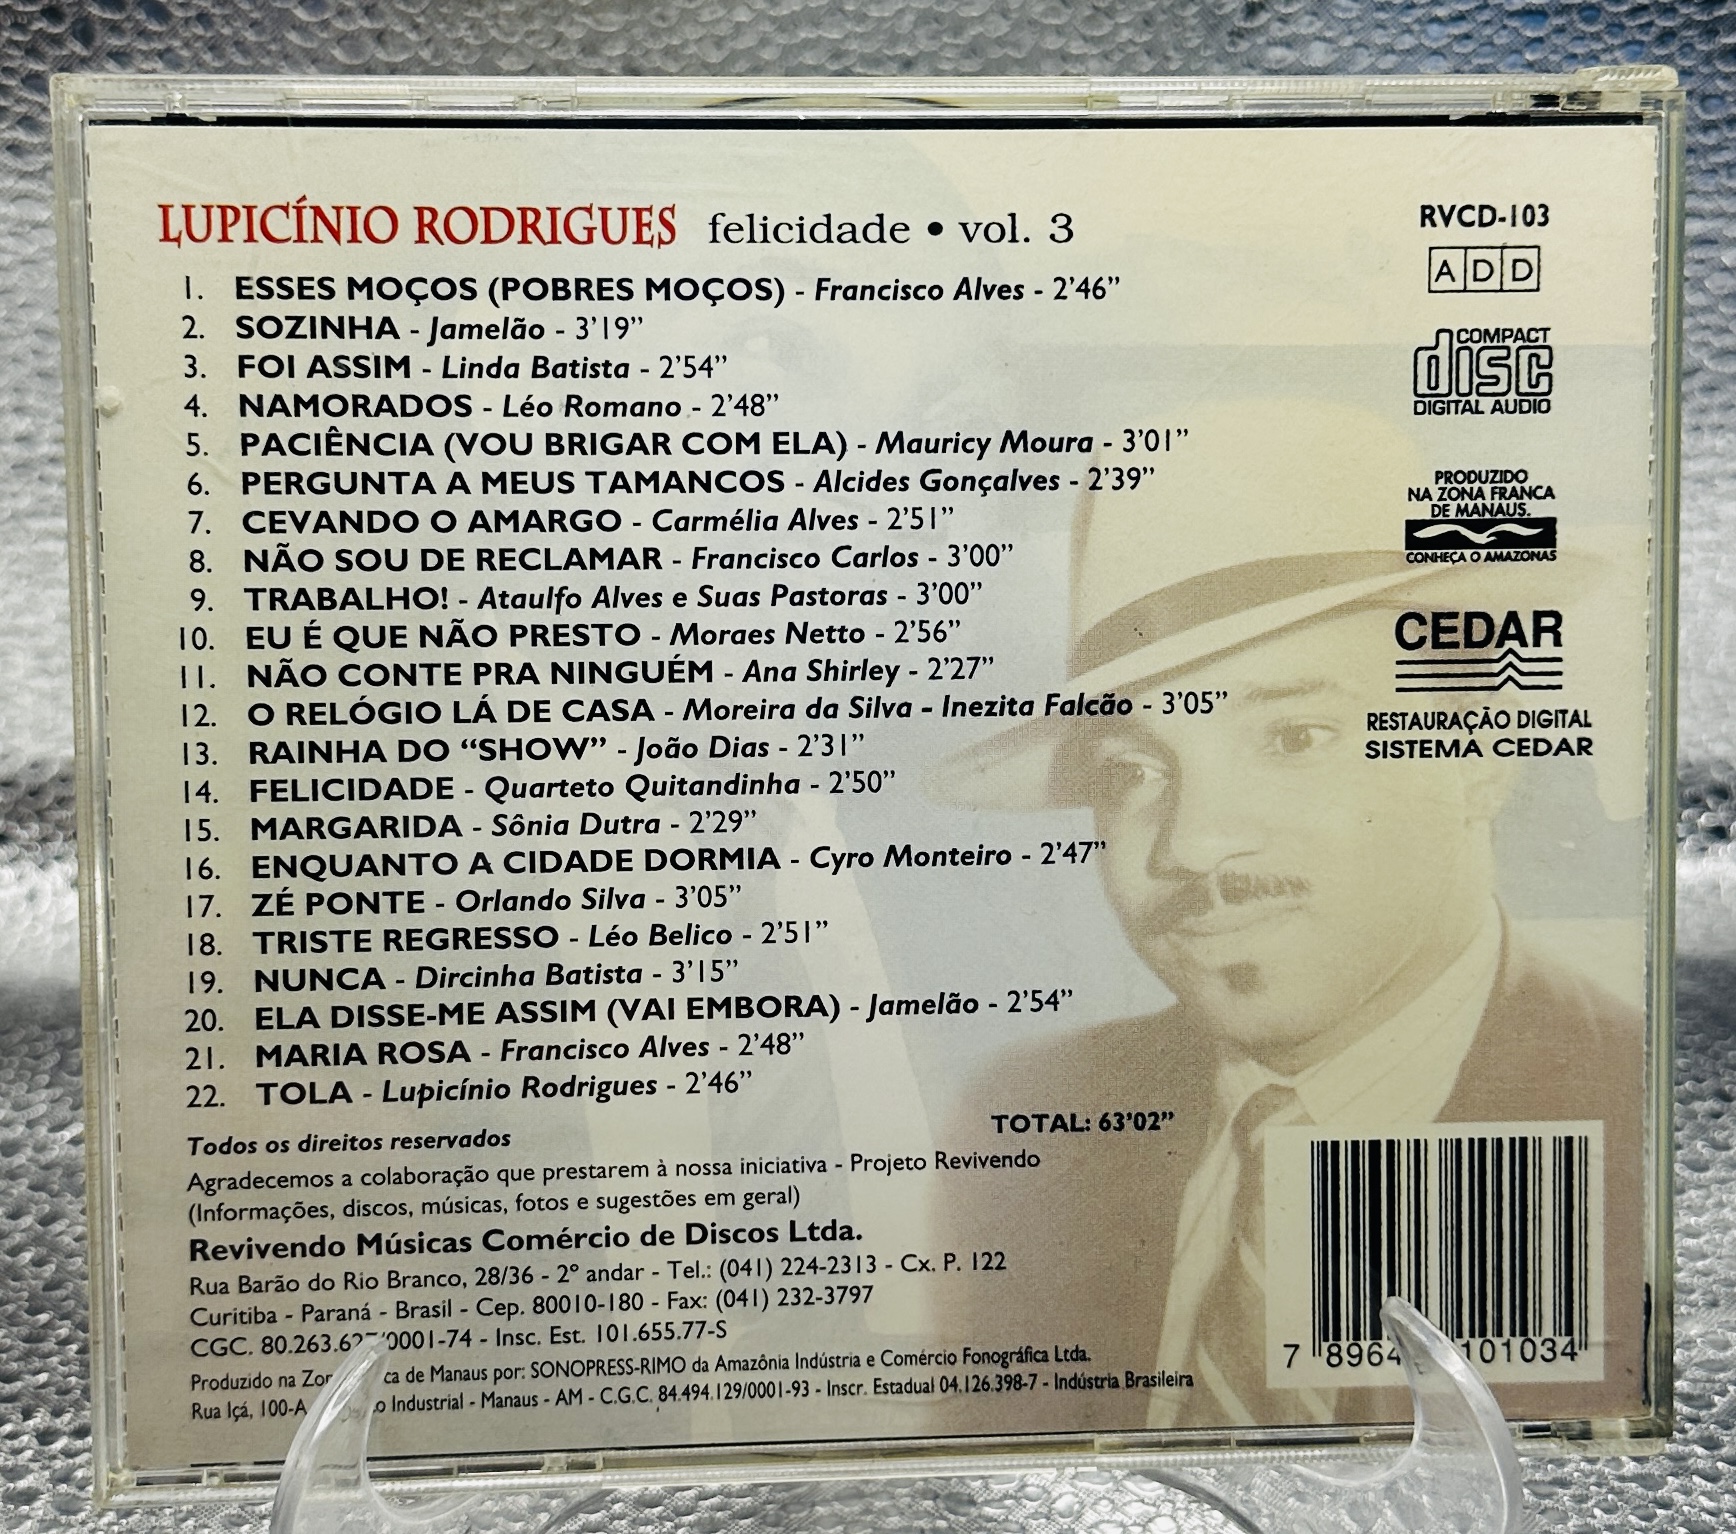 LUPICÍNIO RODRIGUES felicidade • vol. 3
1. ESSES MOÇOS (POBRES MOÇOS) - Francisco Alves - 2'46”
2. SOZINHA - Jamelão - 3'19”
3. FOI ASSIM - Linda Batista - 2'54”
4. NAMORADOS - Léo Romano - 2'48”
5. PACIÊNCIA (VOU BRIGAR COM ELA) - Mauricy Moura - 3'01”
6. PERGUNTA A MEUS TAMANCOS - Alcides Gonçalves - 2'39”
7. CEVANDO O AMARGO - Carmélia Alves - 2'51”
8. NÃO SOU DE RECLAMAR - Francisco Carlos - 3'00”
9. TRABALHO! - Ataulfo Alves e Suas Pastoras - 3'00”
10. EU É QUE NÃO PRESTO - Moraes Netto - 2'56”
11. NÃO CONTE PRA NINGUÉM - Ana Shirley - 2'27”
12. O RELÓGIO LÁ DE CASA - Moreira da Silva - Inezita Falcão - 3'05”
13. RAINHA DO “SHOW” - João Dias - 2'31”
14. FELICIDADE - Quarteto Quitandinha - 2'50”
15. MARGARIDA - Sônia Dutra - 2'29”
16. ENQUANTO A CIDADE DORMIA - Cyro Monteiro - 2'47”
17. ZÉ PONTE - Orlando Silva - 3'05”
18. TRISTE REGRESSO - Léo Belico - 2'51”
19. NUNCA - Dircinha Batista - 3'15”
20. ELA DISSE-ME ASSIM (VAI EMBORA) - Jamelão - 2'54”
21. MARIA ROSA - Francisco Alves - 2'48”
22. TOLA - Lupicínio Rodrigues - 2'46”
TOTAL: 63'02”
Todos os direitos reservados
Agradecemos a colaboração que prestarem à nossa iniciativa - Projeto Revivendo
(Informações, discos, músicas, fotos e sugestões em geral)
Revivendo Músicas Comércio de Discos Ltda.
Rua Barão do Rio Branco, 28/36 - 2º andar - Tel.: (041) 224-2313 - Cx. P. 122
Curitiba - Paraná - Brasil - Cep. 80010-180 - Fax: (041) 232-3797
CGC. 80.263.627/0001-74 - Insc. Est. 101.655.77-S
Produzido na de Manaus por: SONOPRESS-RIMO da Amazônia Indústria e Comércio Fonográfica Ltda.
Rua Içá, 100-A Industrial - Manaus - AM - C.G.C. 84.494.129/0001-93 - Inscr. Estadual 04.126.398-7 - Indústria Brasileira
RVCD-103
A D D
COMPACT
disc
DIGITAL AUDIO
PRODUZIDO
NA ZONA FRANCA
DE MANAUS.
CONHEÇA O AMAZONAS
CEDAR
RESTAURAÇÃO DIGITAL
SISTEMA CEDAR
7 8964 101034